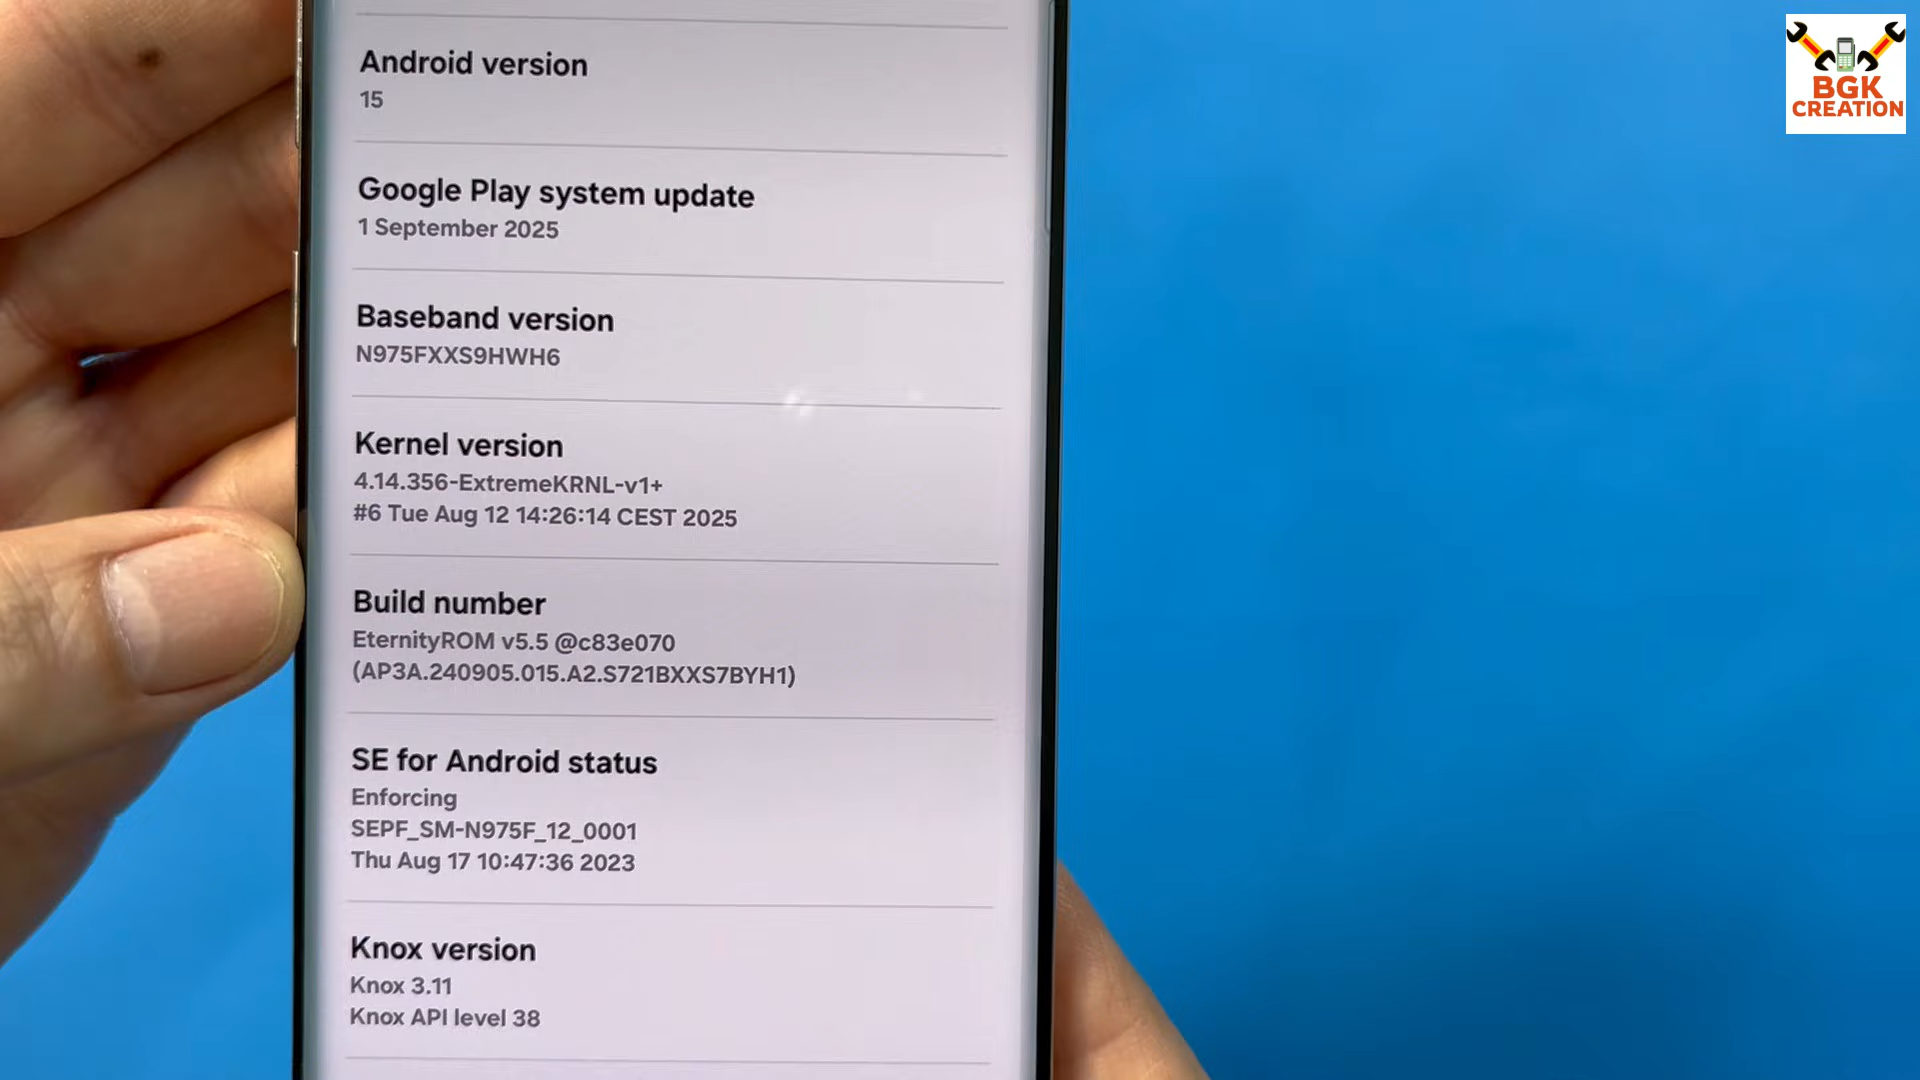 Android version
15
Google Play system update
1 September 2025
Baseband version
N975FXXS9HWH6
Kernel version
4.14.356-ExtremeKRNL-v1+
#6 Tue Aug 12 14:26:14 CEST 2025
Build number
EternityROM v5.5 @c83e070
(AP3A.240905.015.A2.S721BXXS7BYH1)
SE for Android status
Enforcing
SEPF_SM-N975F_12_0001
Thu Aug 17 10:47:36 2023
Knox version
Knox 3.11
Knox API level 38
BGK
CREATION